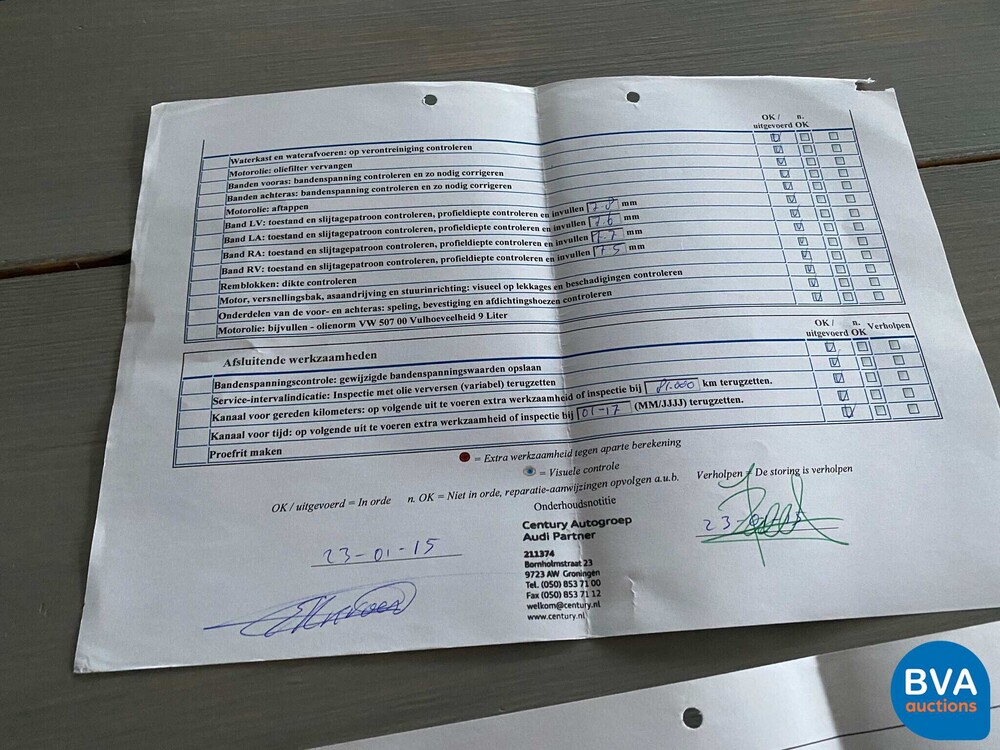 OK / n.
uitgevoerd OK
Waterkast en waterafvoeren: op verontreiniging controleren
Motorolie: oliefilter vervangen
Banden vooras: bandenspanning controleren en zo nodig corrigeren
Banden achteras: bandenspanning controleren en zo nodig corrigeren
Motorolie: aftappen
Band LV: toestand en slijtagepatroon controleren, profieldiepte controleren en invullen mm
Band LA: toestand en slijtagepatroon controleren, profieldiepte controleren en invullen 7.6 mm
Band RA: toestand en slijtagepatroon controleren, profieldiepte controleren en invullen mm
Band RV: toestand en slijtagepatroon controleren, profieldiepte controleren en invullen 7.5 mm
Remblokken: dikte controleren
Motor, versnellingsbak, asaandrijving en stuurinrichting: visueel op lekkages en beschadigingen controleren
Onderdelen van de voor- en achteras: speling, bevestiging en afdichtingshoezen controleren
Motorolie: bijvullen - olienorm VW 507 00 Vulhoeveelheid 9 Liter
OK / n. Verholpen
uitgevoerd OK
Afsluitende werkzaamheden
Bandenspanningscontrole: gewijzigde bandenspanningswaarden opslaan
Service-intervalindicatie: Inspectie met olie verversen (variabel) terugzetten
Kanaal voor gereden kilometers: op volgende uit te voeren extra werkzaamheid of inspectie bij 81.000 km terugzetten.
Kanaal voor tijd: op volgende uit te voeren extra werkzaamheid of inspectie bij 01-17 (MM/JJJJ) terugzetten.
Proefrit maken
= Extra werkzaamheid tegen aparte berekening
= Visuele controle
OK / uitgevoerd = In orde n. OK = Niet in orde, reparatie-aanwijzingen opvolgen a.u.b. Verholpen = De storing is verholpen
Onderhoudsnotitie
Century Autogroep
Audi Partner
211374
Bornholmstraat 23
9723 AW Groningen
Tel. (050) 853 71 00
Fax (050) 853 71 12
welkom@century.nl
www.century.nl
23-01-15
23
BVA
auctions